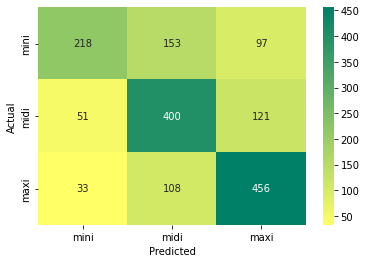 mini 218 153 97
midi 51 400 121
maxi 33 108 456
mini midi maxi
Predicted
Actual
450
400
350
300
250
200
150
100
50